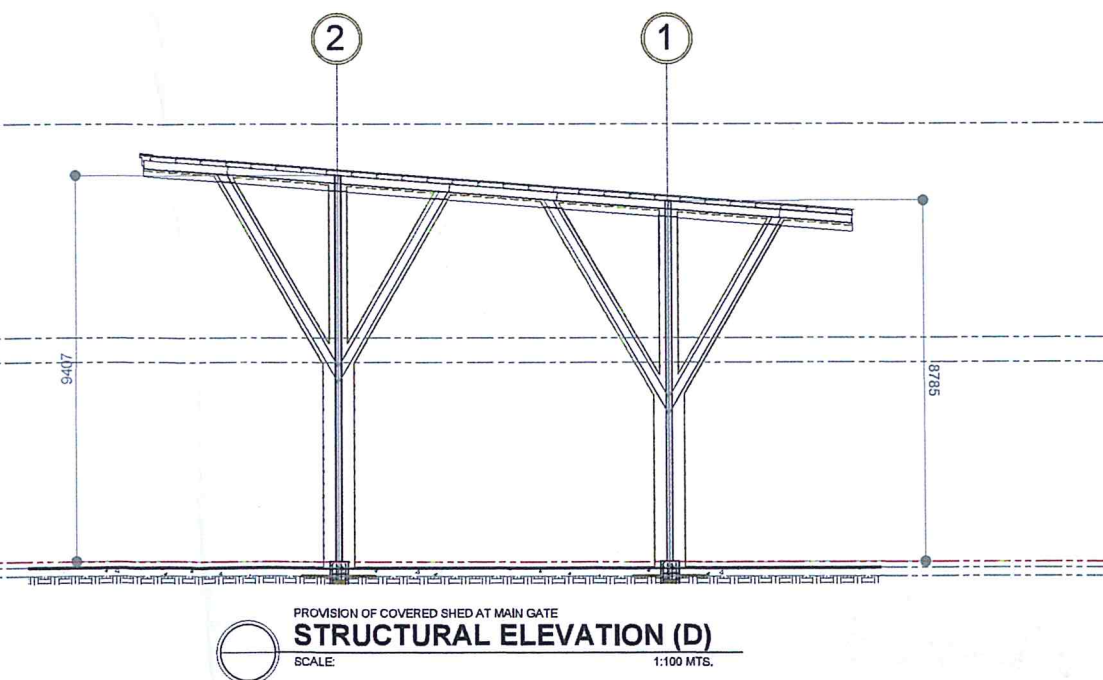 2 1
9407
8785
PROVISION OF COVERED SHED AT MAIN GATE
STRUCTURAL ELEVATION (D)
SCALE: 1:100 MTS.